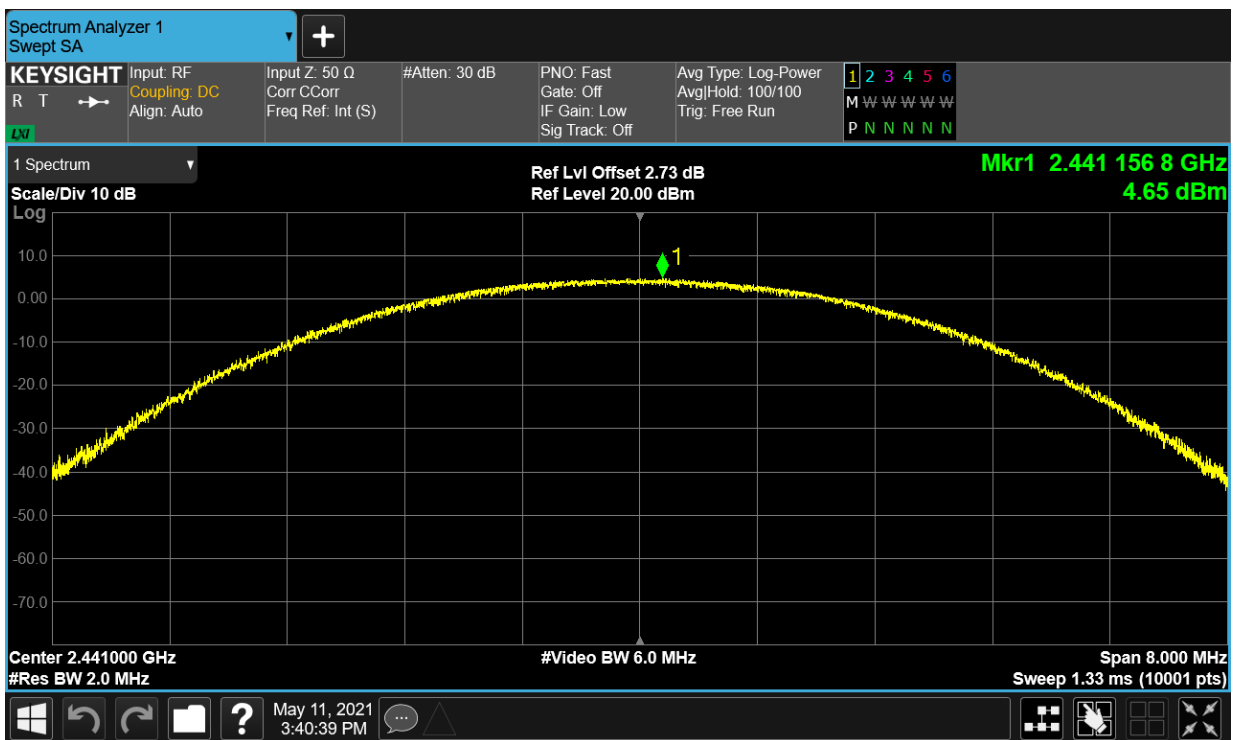 Spectrum Analyzer 1
Swept SA
+
KEYSIGHT
R T
LXI
Input: RF
Coupling: DC
Align: Auto
Input Z: 50 Ω
Corr CCorr
Freq Ref: Int (S)
#Atten: 30 dB
PNO: Fast
Gate: Off
IF Gain: Low
Sig Track: Off
Avg Type: Log-Power
Avg|Hold: 100/100
Trig: Free Run
1 2 3 4 5 6
M W W W W W
P N N N N N
1 Spectrum
Scale/Div 10 dB
Ref Lvl Offset 2.73 dB
Ref Level 20.00 dBm
Mkr1 2.441 156 8 GHz
4.65 dBm
Log
1
10.0
0.00
-10.0
-20.0
-30.0
-40.0
-50.0
-60.0
-70.0
Center 2.441000 GHz
#Res BW 2.0 MHz
#Video BW 6.0 MHz
Span 8.000 MHz
Sweep 1.33 ms (10001 pts)
?
May 11, 2021
3:40:39 PM